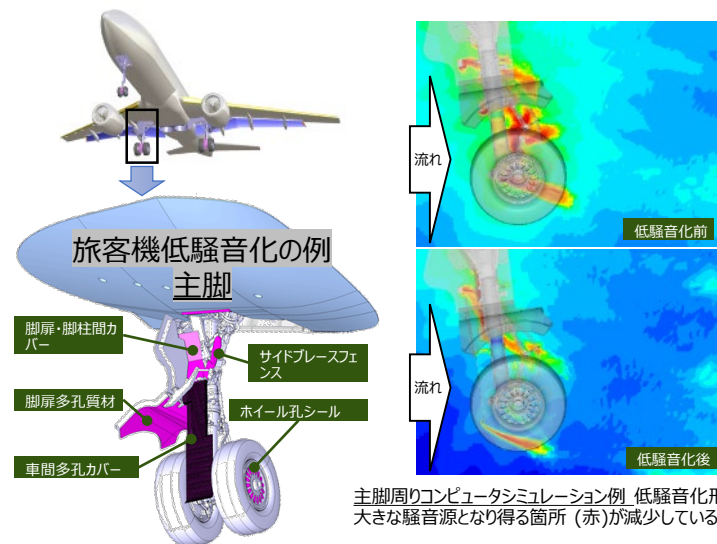 旅客機低騒音化の例
主脚
脚扉・脚柱間カ
バー
サイドブレースフェ
ンス
脚扉多孔質材
ホイール孔シール
車間多孔カバー
流れ
低騒音化前
流れ
低騒音化後
主脚周りコンピュータシミュレーション例 低騒音化形
大きな騒音源となり得る箇所 (赤)が減少している